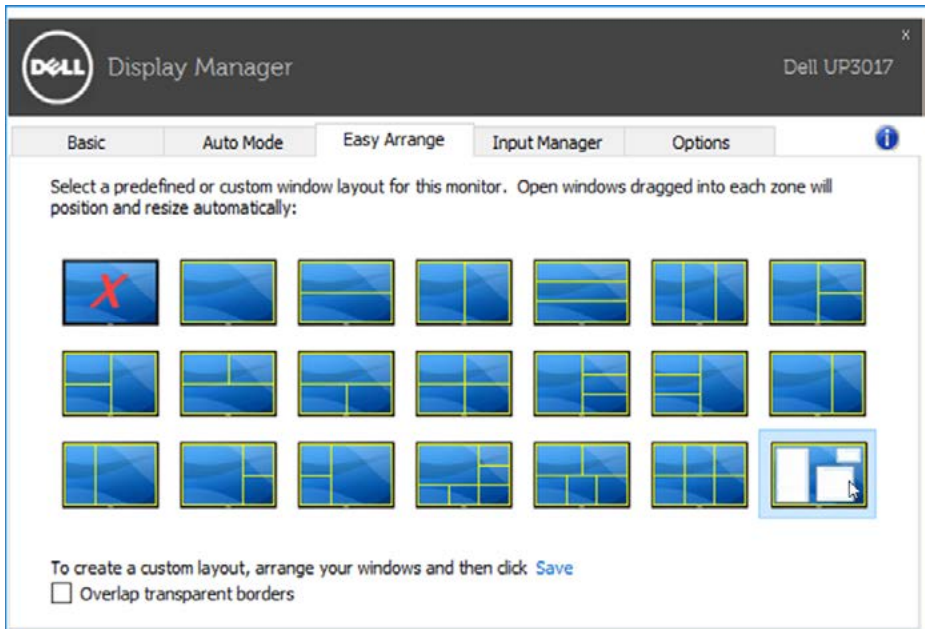 DELL Display Manager
x
Dell UP3017
Basic Auto Mode Easy Arrange Input Manager Options
Select a predefined or custom window layout for this monitor. Open windows dragged into each zone will
position and resize automatically:
X
To create a custom layout, arrange your windows and then click Save
Overlap transparent borders